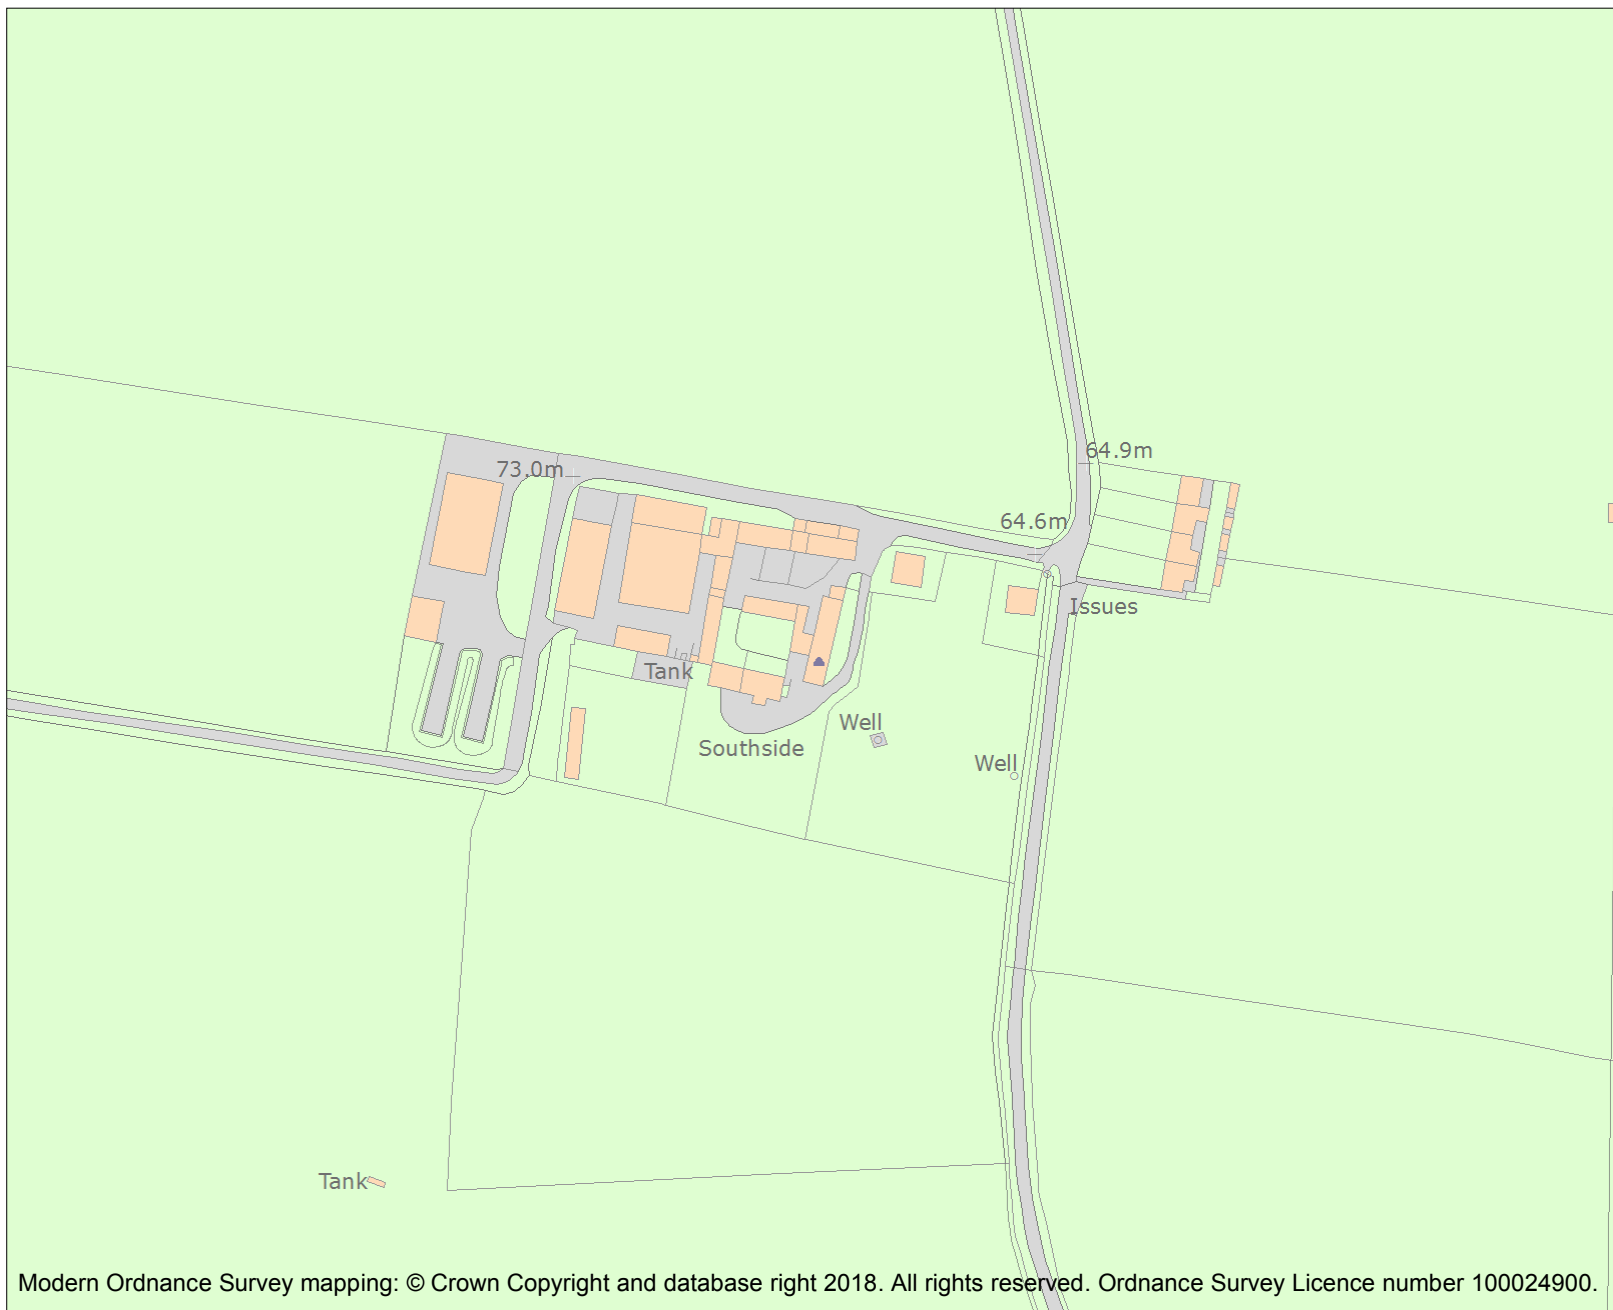 64.9m
73.0m
64.6m
Issues
Tank
Well
Southside
Well
Tank
Modern Ordnance Survey mapping: © Crown Copyright and database right 2018. All rights reserved. Ordnance Survey Licence number 100024900.